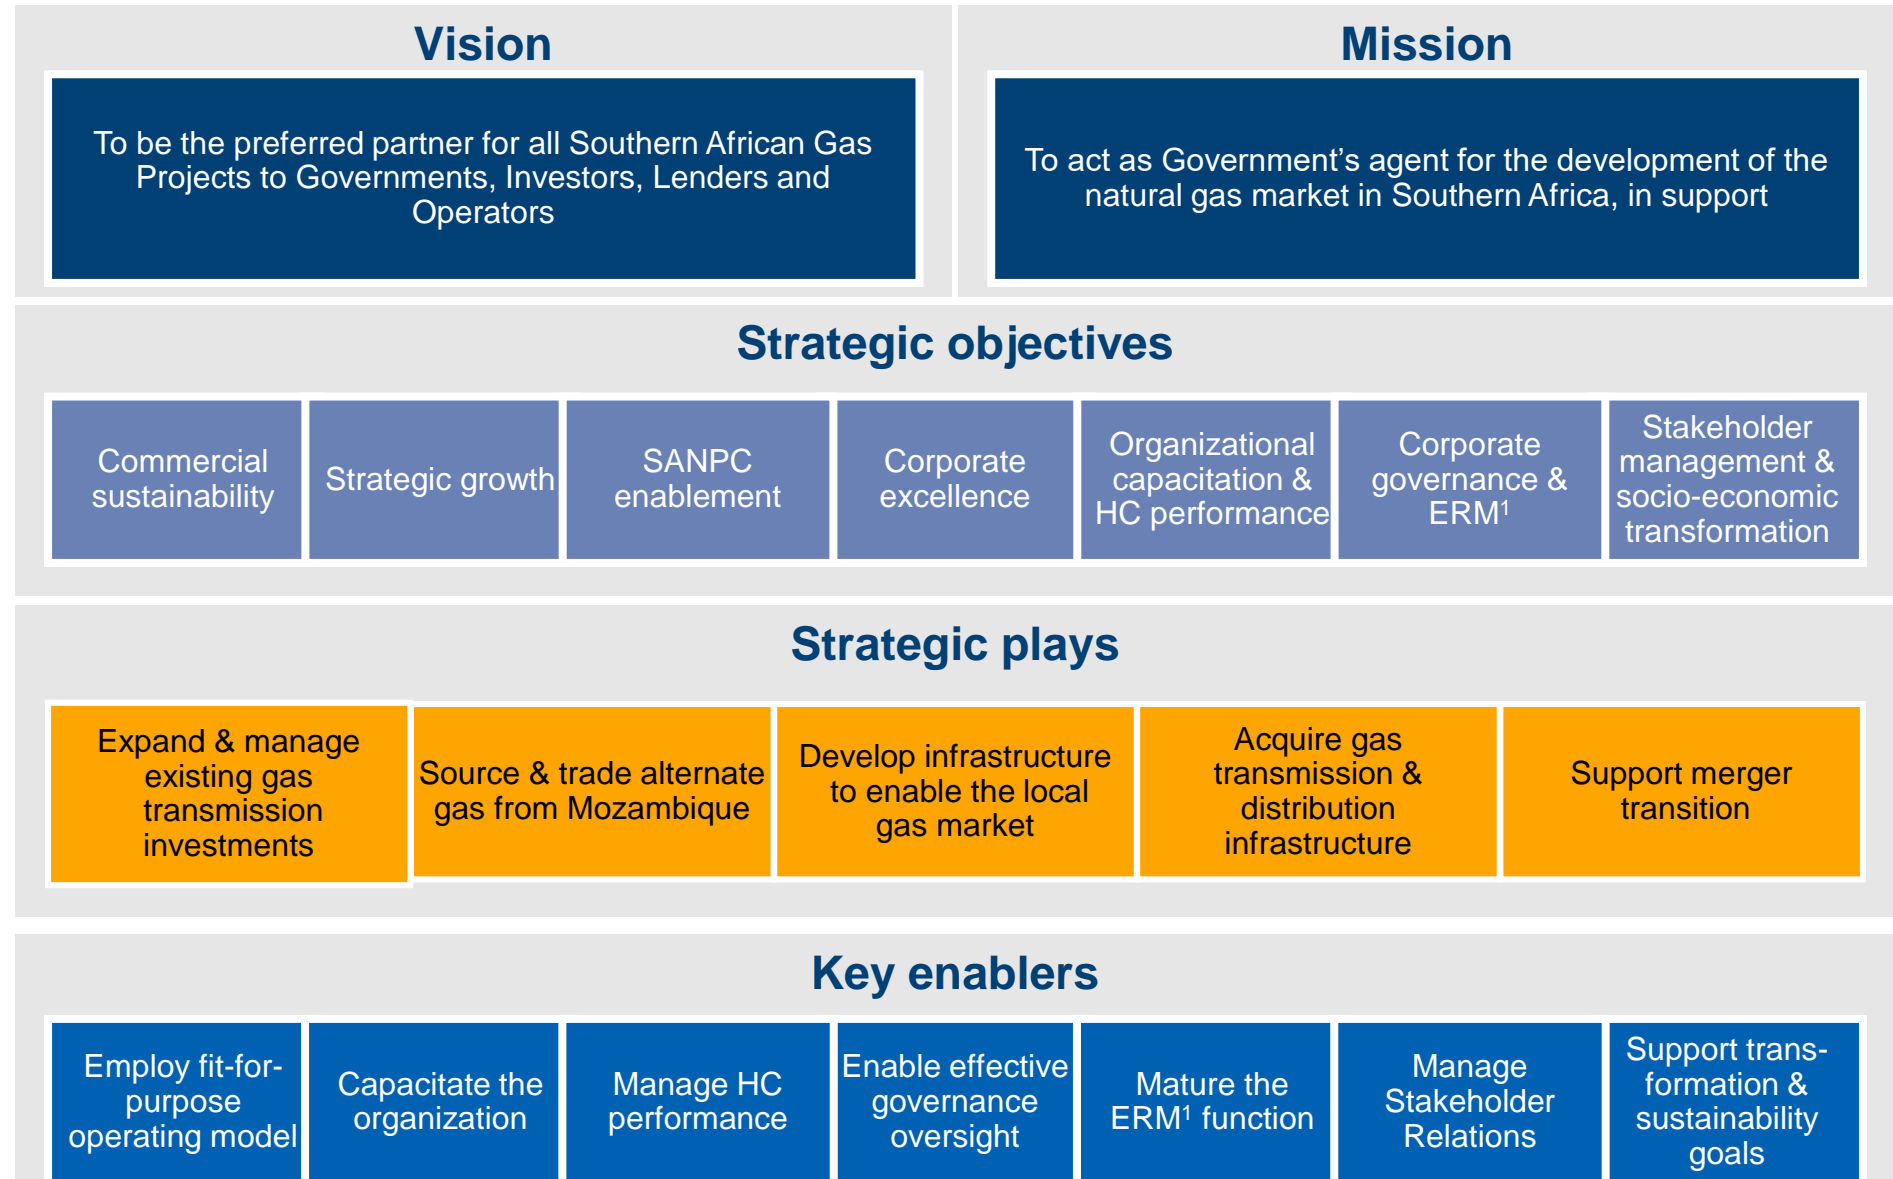 Vision
To be the preferred partner for all Southern African Gas
Projects to Governments, Investors, Lenders and
Operators
Mission
To act as Government’s agent for the development of the
natural gas market in Southern Africa, in support
Strategic objectives
Commercial
sustainability
Strategic growth
SANPC
enablement
Corporate
excellence
Organizational
capacitation &
HC performance
Corporate
governance &
ERM¹
Stakeholder
management &
socio-economic
transformation
Strategic plays
Expand & manage
existing gas
transmission
investments
Source & trade alternate
gas from Mozambique
Develop infrastructure
to enable the local
gas market
Acquire gas
transmission &
distribution
infrastructure
Support merger
transition
Key enablers
Employ fit-for-
purpose
operating model
Capacitate the
organization
Manage HC
performance
Enable effective
governance
oversight
Mature the
ERM¹ function
Manage
Stakeholder
Relations
Support trans-
formation &
sustainability
goals